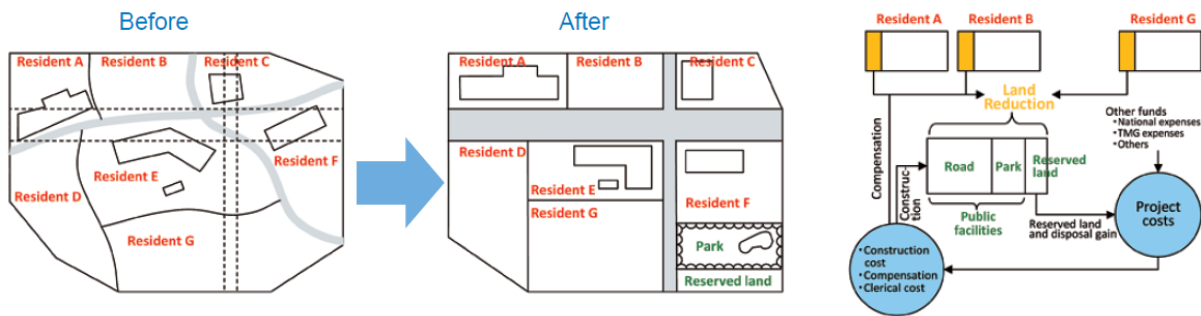 Before
Resident A
Resident B
Resident C
Resident D
Resident E
Resident F
Resident G
After
Resident A
Resident B
Resident C
Resident D
Resident E
Resident F
Resident G
Park
Reserved land
Resident A
Resident B
Resident G
Land
Reduction
Other funds
•National expenses
•TMG expenses
•Others
Compensation
Construc-
tion
Road
Park
Reserved
land
Public
facilities
Reserved land
and disposal gain
Project
costs
•Construction
cost
•Compensation
•Clerical cost